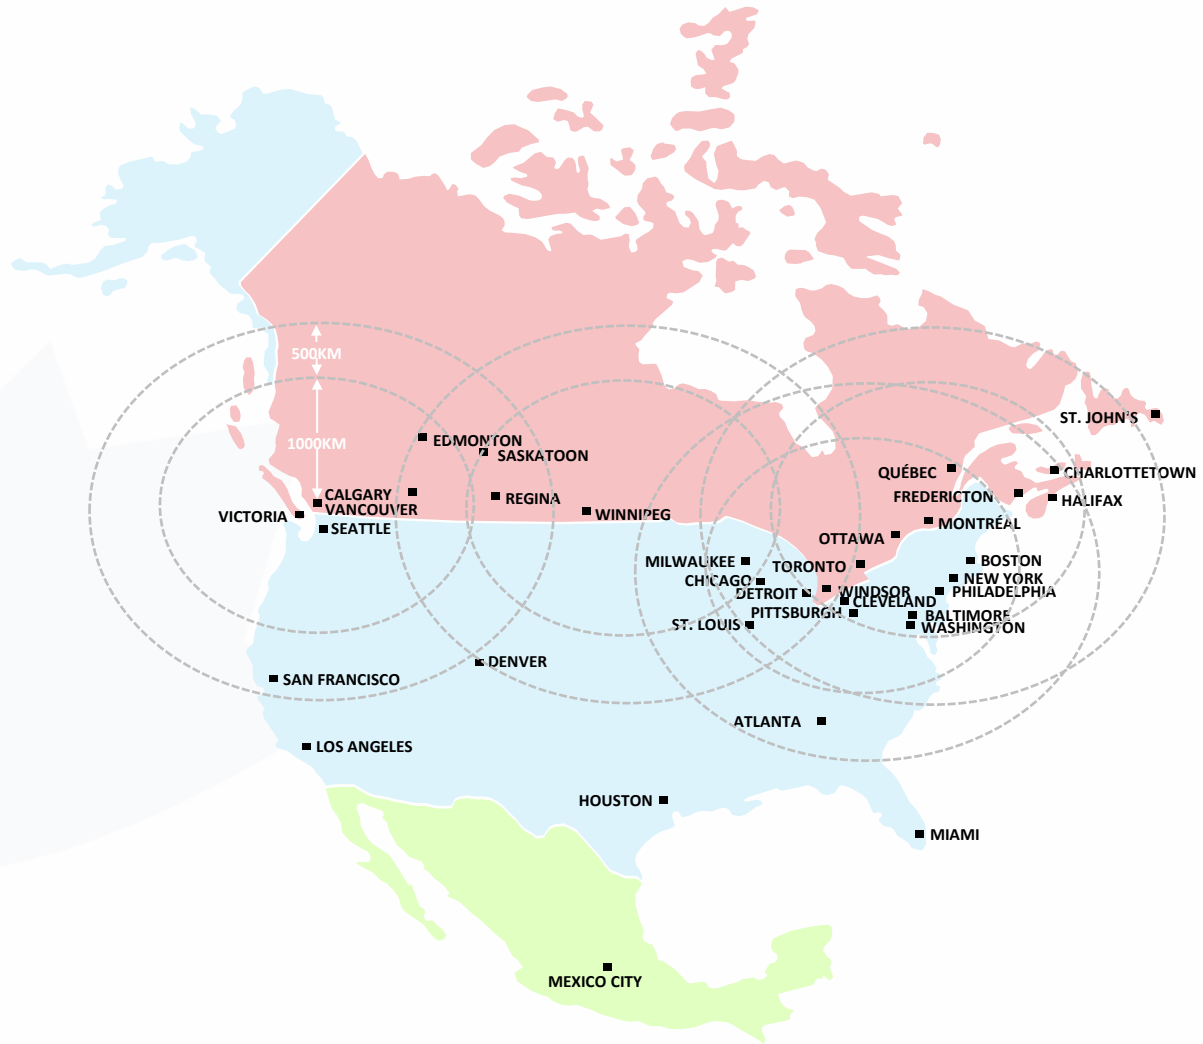 500KM
1000KM
ST. JOHN'S
EDMONTON
SASKATOON
QUÉBEC
CHARLOTTETOWN
CALGARY
REGINA
FREDERICTON
HALIFAX
VANCOUVER
VICTORIA
WINNIPEG
SEATTLE
MONTRÉAL
OTTAWA
MILWAUKEE
TORONTO
BOSTON
CHICAGO
NEW YORK
DETROIT
WINDSOR
PHILADELPHIA
CLEVELAND
PITTSBURGH
BALTIMORE
ST. LOUIS
WASHINGTON
DENVER
SAN FRANCISCO
ATLANTA
LOS ANGELES
HOUSTON
MIAMI
MEXICO CITY